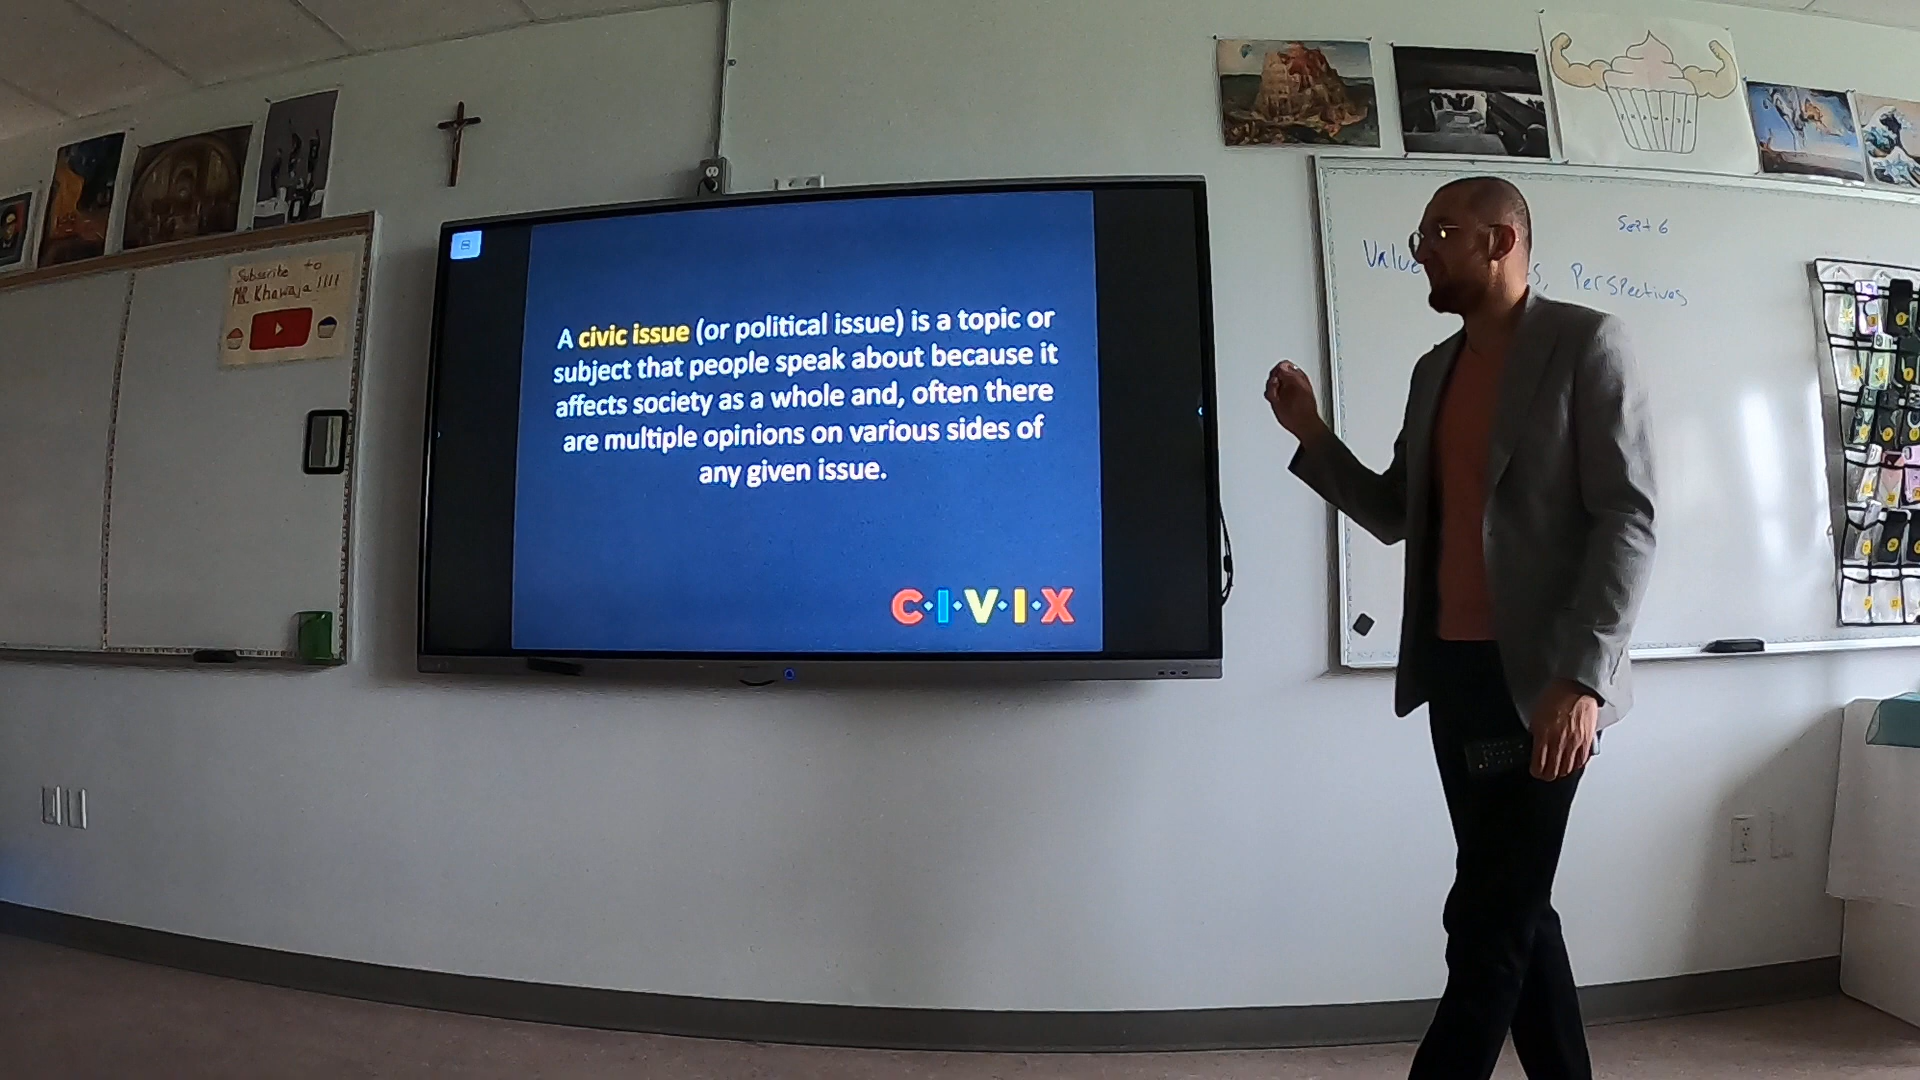 Subscribe to
MR. Khawaja !!!!
A civic issue (or political issue) is a topic or
subject that people speak about because it
affects society as a whole and, often there
are multiple opinions on various sides of
any given issue.
C·I·V·I·X
KHAWAJA
Sept 6
Value s, Perspectives